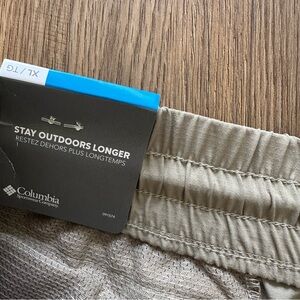 XL / TG
STAY OUTDOORS LONGER
RESTEZ DEHORS PLUS LONGTEMPS
Columbia
Sportswear Company